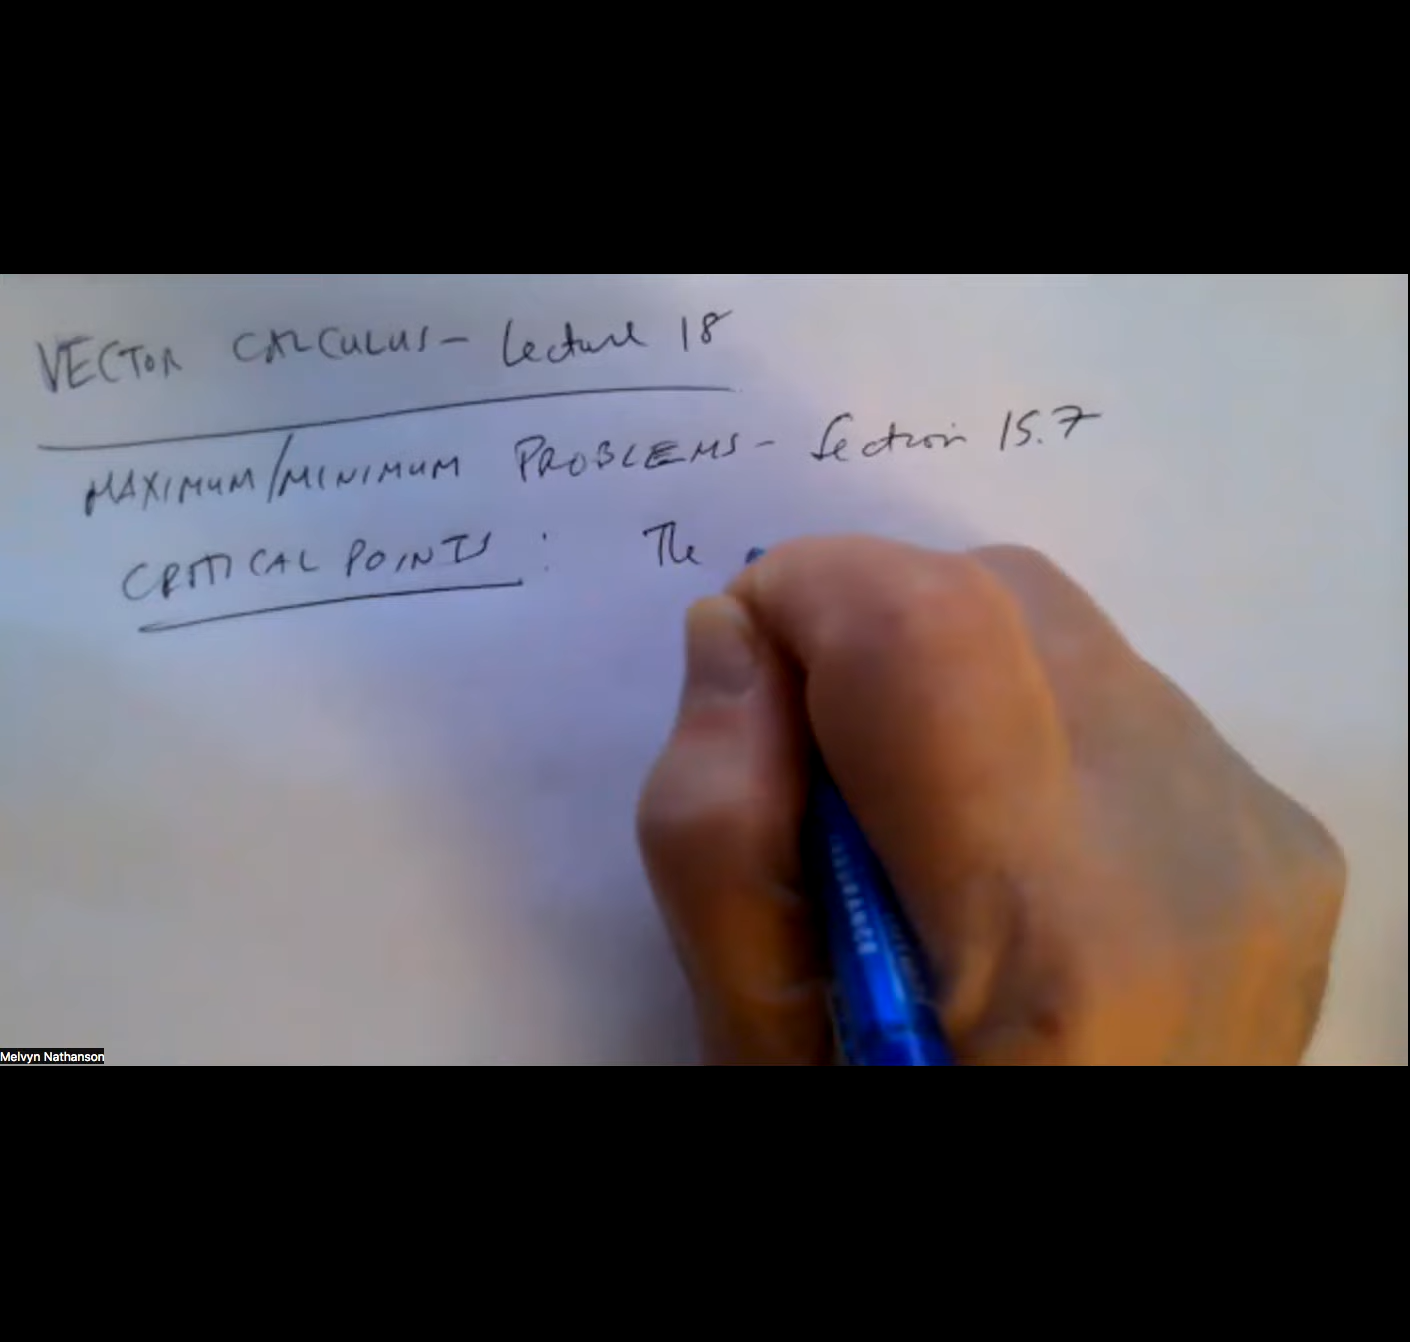 VECTOR CALCULUS - Lecture 18
MAXIMUM/MINIMUM PROBLEMS - Section 15.7
CRITICAL POINTS : The
Melvyn Nathanson